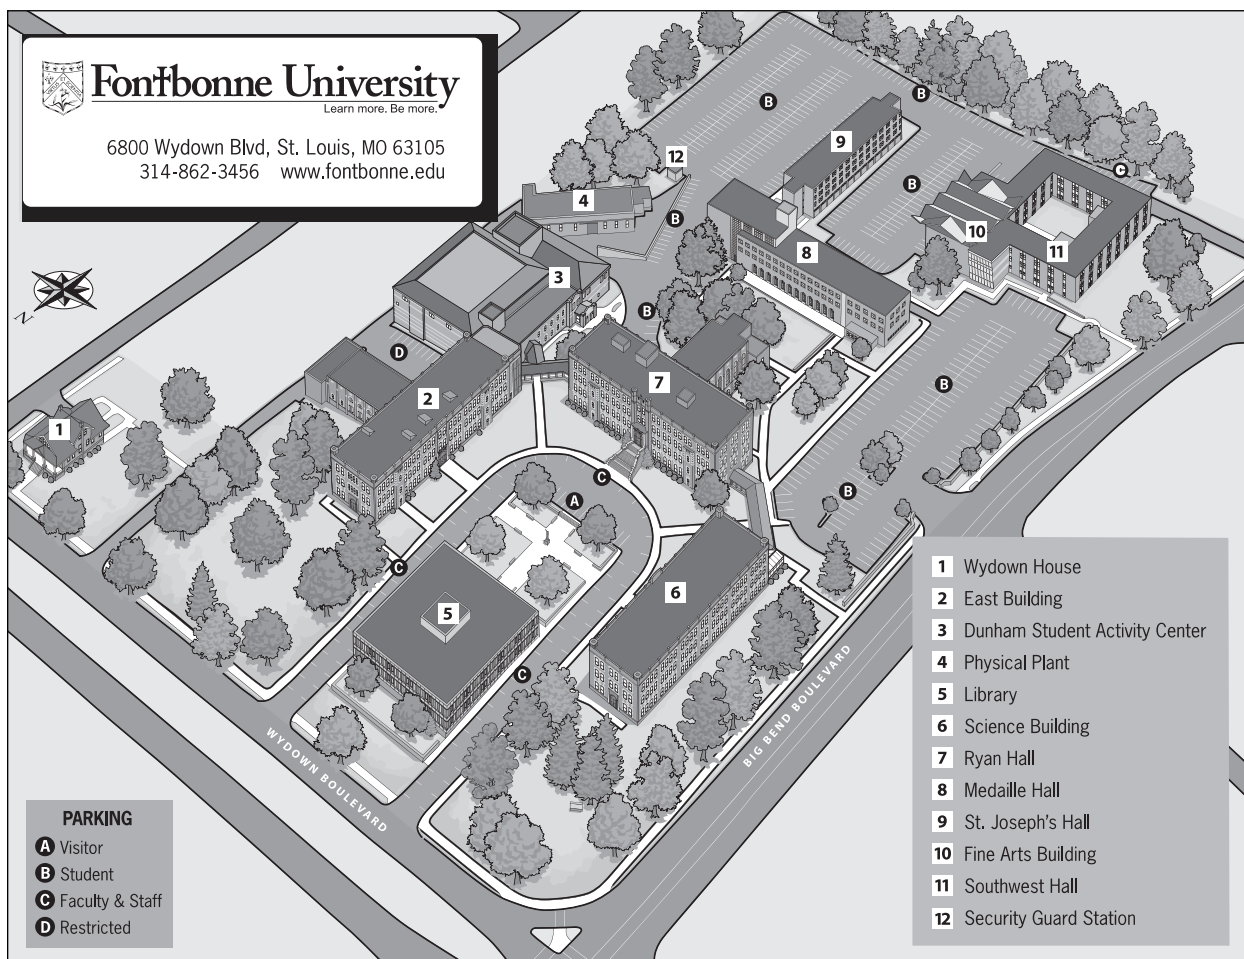 Fontbonne University
Learn more. Be more.
6800 Wydown Blvd, St. Louis, MO 63105
314-862-3456 www.fontbonne.edu
N
12
9
4
10
11
8
3
7
2
1
6
5
B
B
B
B
B
B
B
C
C
C
C
A
D
WYDOWN BOULEVARD
BIG BEND BOULEVARD
PARKING
A Visitor
B Student
C Faculty & Staff
D Restricted
1 Wydown House
2 East Building
3 Dunham Student Activity Center
4 Physical Plant
5 Library
6 Science Building
7 Ryan Hall
8 Medaille Hall
9 St. Joseph's Hall
10 Fine Arts Building
11 Southwest Hall
12 Security Guard Station